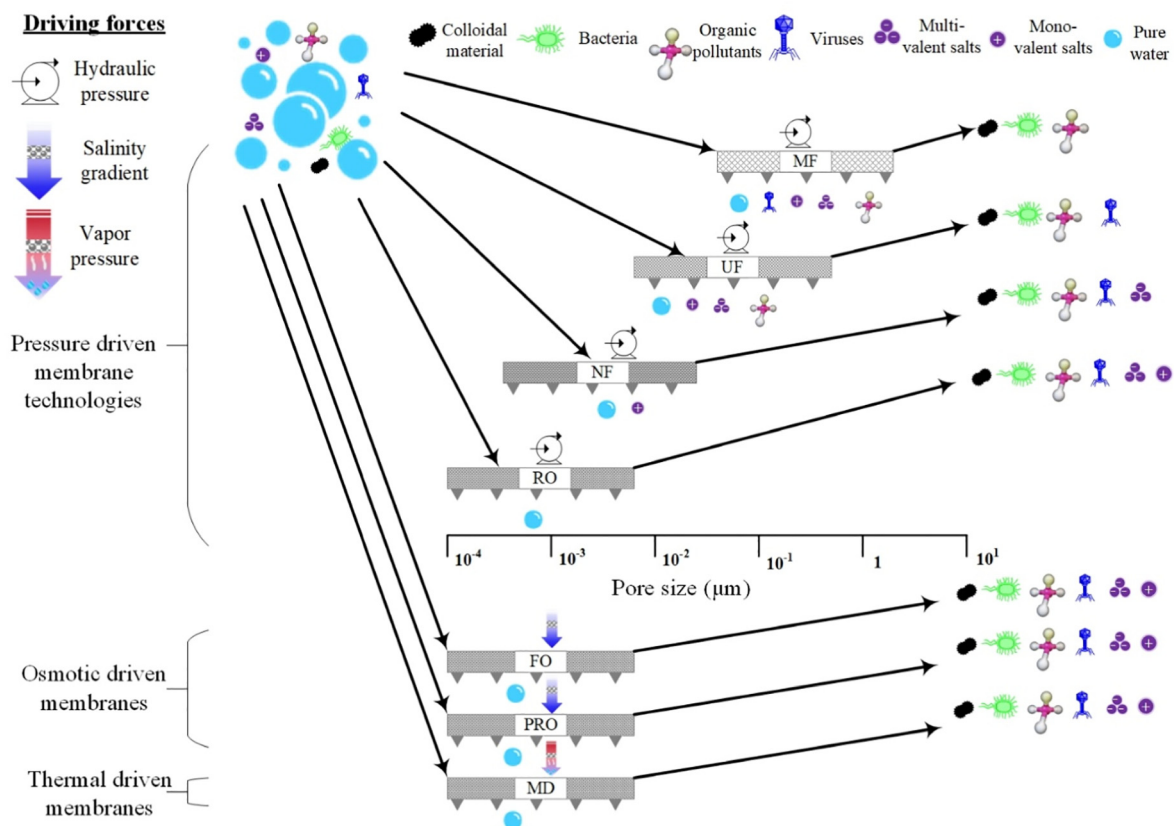 Driving forces
Hydraulic
pressure
Salinity
gradient
Vapor
pressure
Pressure driven
membrane
technologies
Osmotic driven
membranes
Thermal driven
membranes
Colloidal
material
Bacteria
Organic
pollutants
Viruses
Multi-
valent salts
Mono-
valent salts
Pure
water
MF
UF
NF
RO
10⁻⁴
10⁻³
10⁻²
10⁻¹
1
10¹
Pore size (µm)
FO
PRO
MD